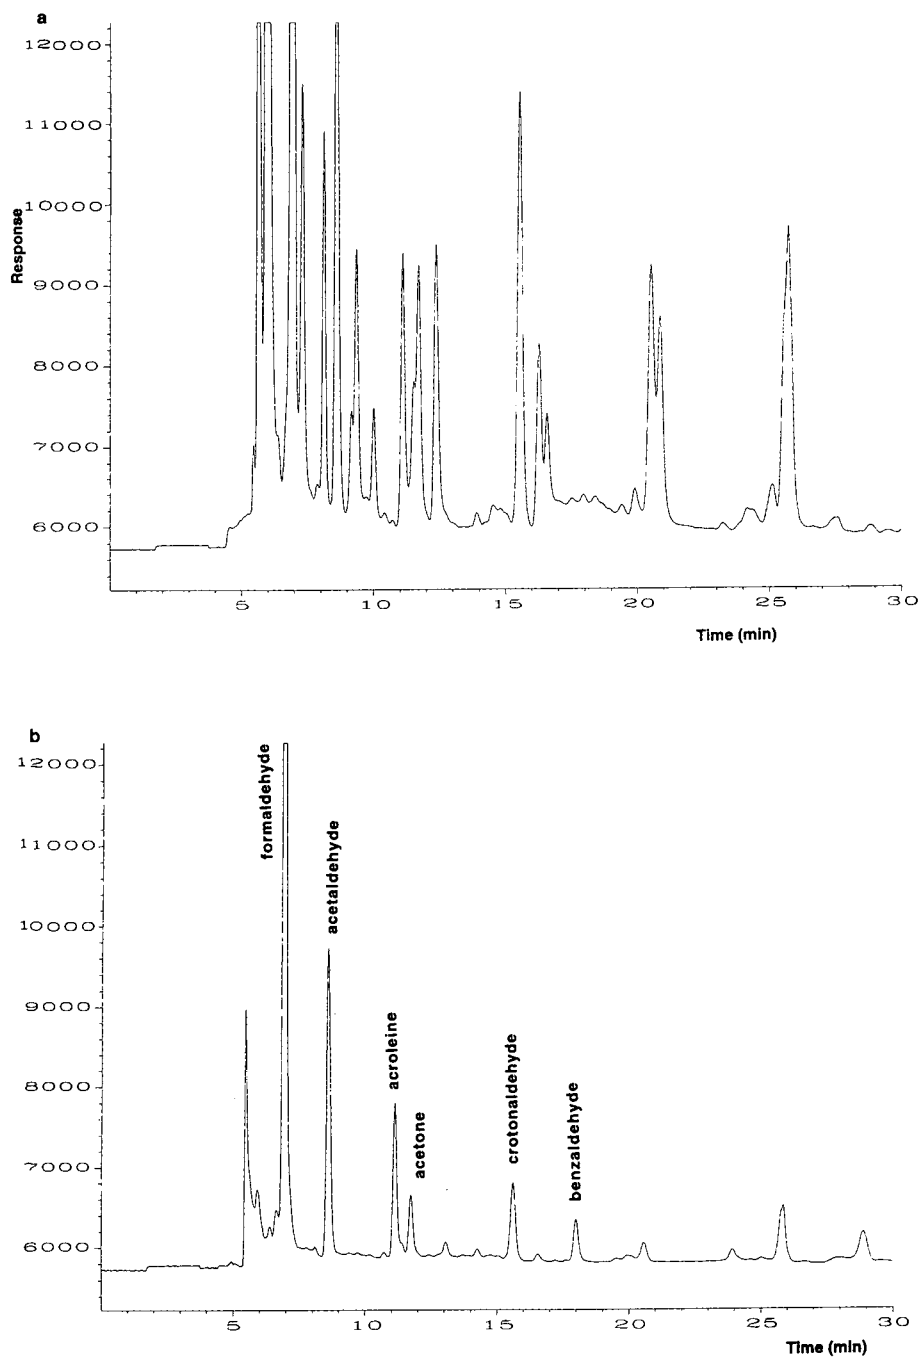 a
12000
11000
10000
9000
8000
7000
6000
Response
5 10 15 20 25 30
Time (min)
b
12000
11000
10000
9000
8000
7000
6000
formaldehyde
acetaldehyde
acroleine
acetone
crotonaldehyde
benzaldehyde
5 10 15 20 25 30
Time (min)